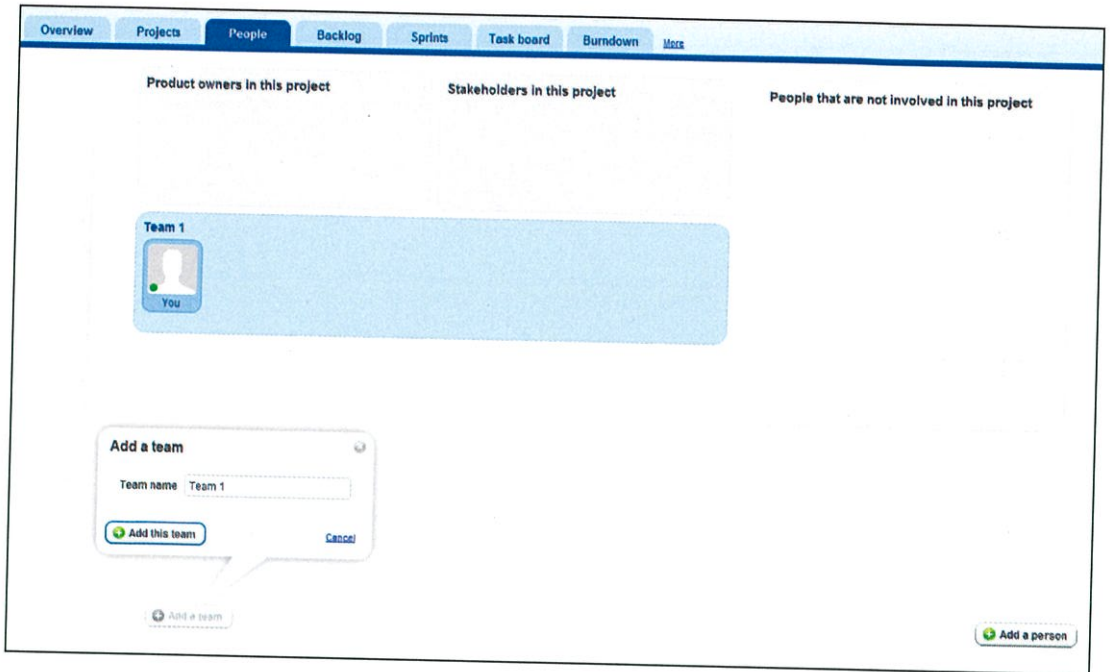 Overview Projects People Backlog Sprints Task board Burndown More
Product owners in this project Stakeholders in this project People that are not involved in this project
Team 1
You
Add a team
Team name Team 1
Add this team Cancel
Add a team
Add a person